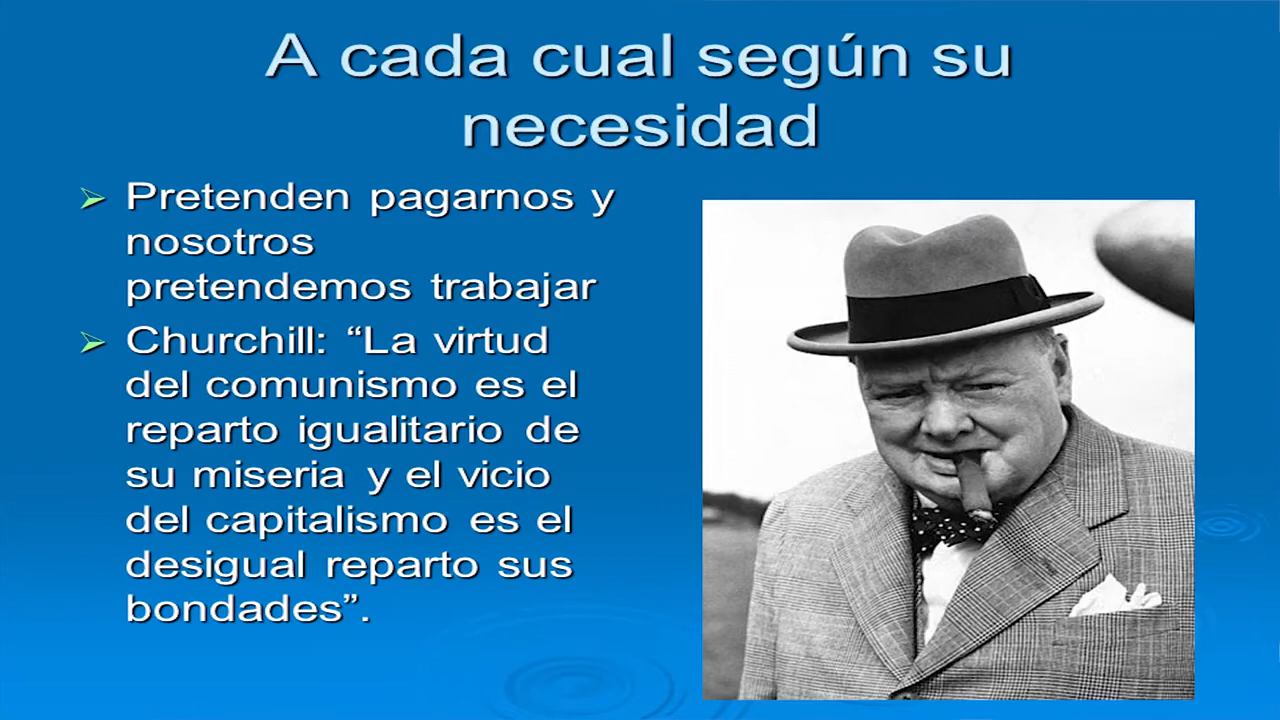 A cada cual según su
necesidad
Pretenden pagarnos y
nosotros
pretendemos trabajar
Churchill: “La virtud
del comunismo es el
reparto igualitario de
su miseria y el vicio
del capitalismo es el
desigual reparto sus
bondades”.